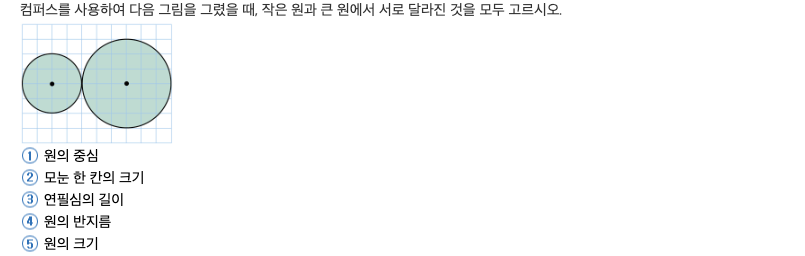 컴퍼스를 사용하여 다음 그림을 그렸을 때, 작은 원과 큰 원에서 서로 달라진 것을 모두 고르시오.
① 원의 중심
② 모눈 한 칸의 크기
③ 연필심의 길이
④ 원의 반지름
⑤ 원의 크기